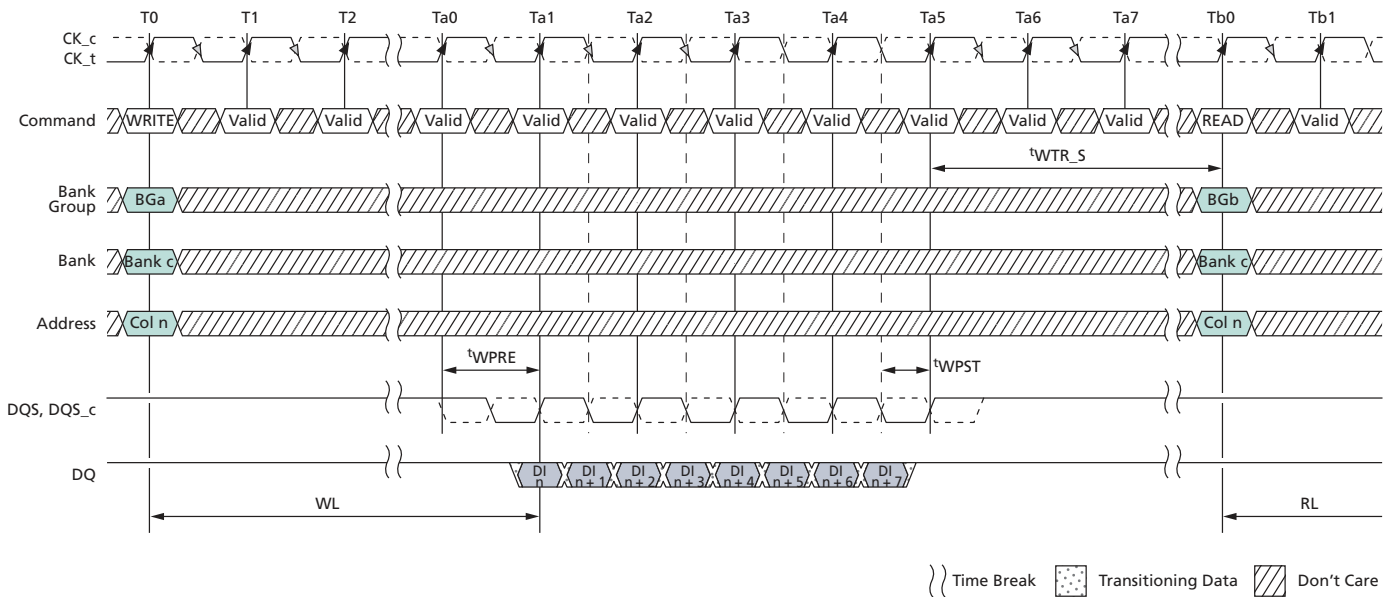 T0 T1 T2 Ta0 Ta1 Ta2 Ta3 Ta4 Ta5 Ta6 Ta7 Tb0 Tb1
CK_c
CK_t
Command WRITE Valid Valid Valid Valid Valid Valid Valid Valid Valid Valid READ Valid
tWTR_S
Bank
Group BGa BGb
Bank Bank c Bank c
Address Col n Col n
tWPRE tWPST
DQS, DQS_c
DQ DI n DI n + 1 DI n + 2 DI n + 3 DI n + 4 DI n + 5 DI n + 6 DI n + 7
WL RL
Time Break Transitioning Data Don't Care